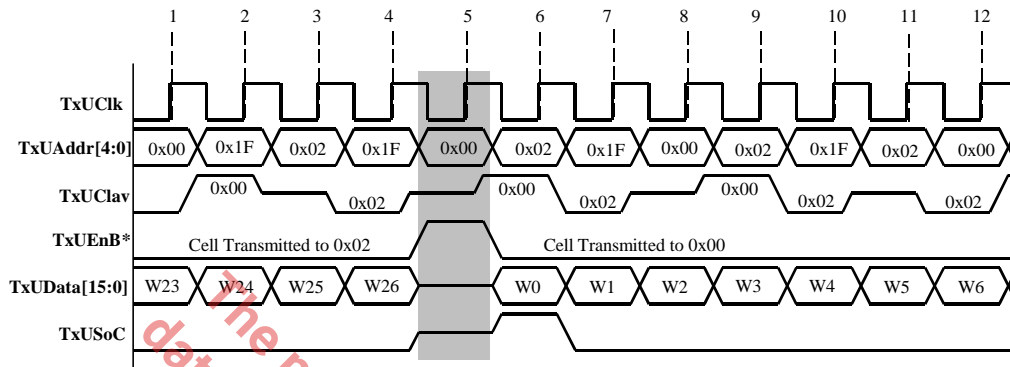 1 2 3 4 5 6 7 8 9 10 11 12
TxUClk
TxUAddr[4:0] 0x00 0x1F 0x02 0x1F 0x00 0x02 0x1F 0x00 0x02 0x1F 0x02 0x00
TxUClav 0x00 0x02 0x00 0x02 0x00 0x02 0x02
TxUEnB* Cell Transmitted to 0x02 Cell Transmitted to 0x00
TxUData[15:0] W23 W24 W25 W26 W0 W1 W2 W3 W4 W5 W6
TxUSoC
The
dat